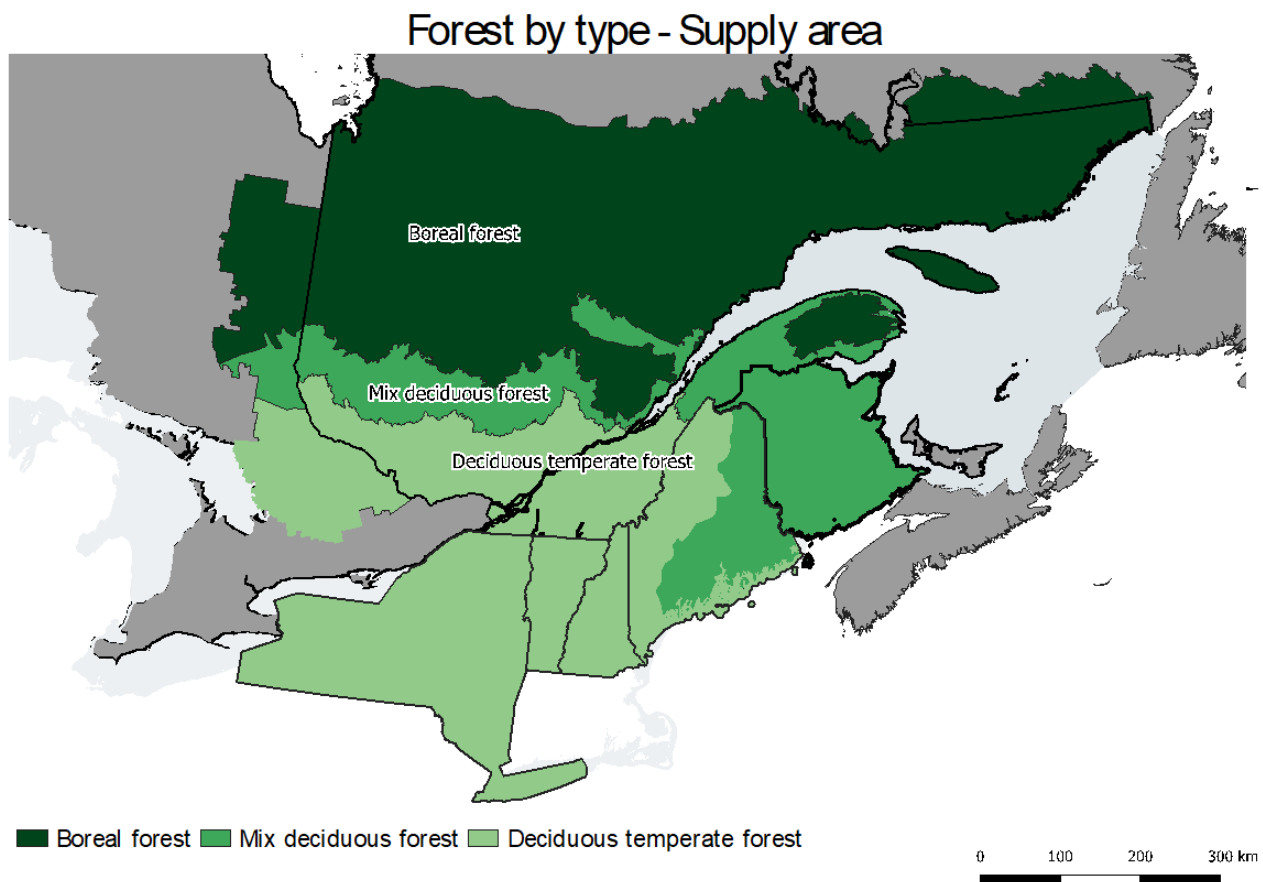 Forest by type - Supply area
Boreal forest
Mix deciduous forest
Deciduous temperate forest
Boreal forest Mix deciduous forest Deciduous temperate forest
0 100 200 300 km